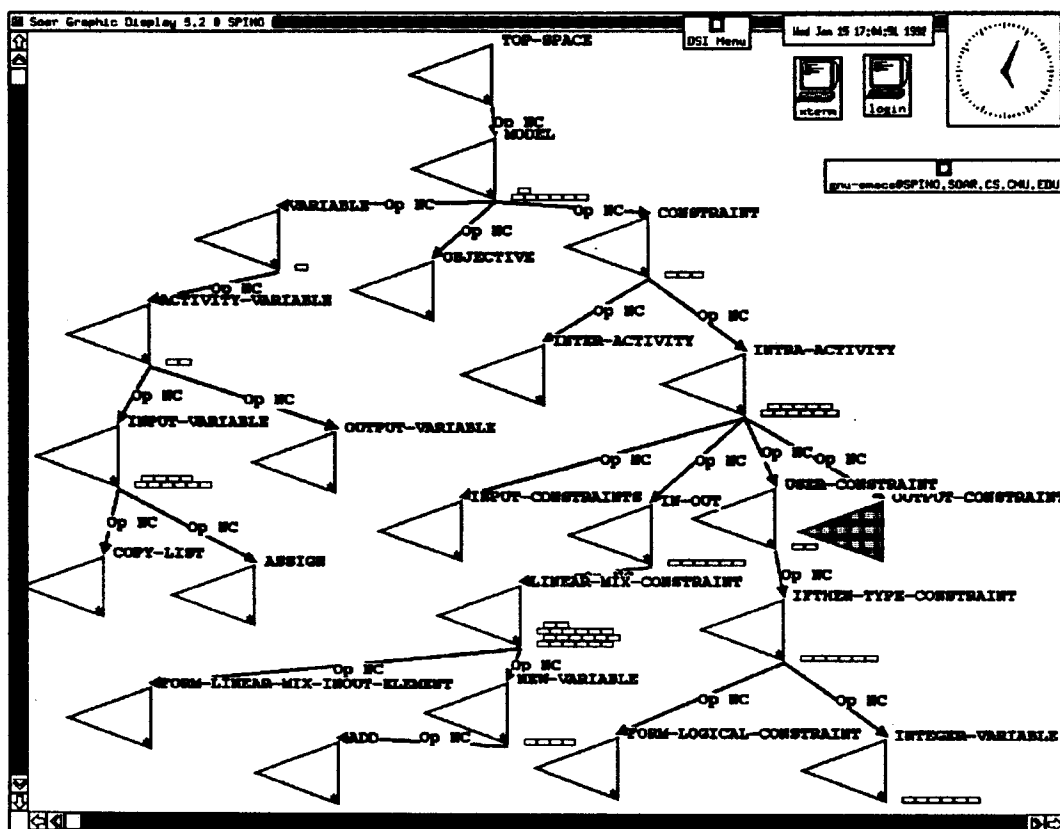 Soar Graphic Display 5.2 @ SPINO
DSI Menu
Wed Jan 15 17:04:51 1992
xterm
login
gnu-emacs@SPINO.SOAR.CS.CMU.EDU
TOP-SPACE
Op NC
MODEL
VARIABLE
Op NC
Op NC
Op NC
CONSTRAINT
OBJECTIVE
Op NC
ACTIVITY-VARIABLE
Op NC
Op NC
INTER-ACTIVITY
INTRA-ACTIVITY
Op NC
Op NC
INPUT-VARIABLE
OUTPUT-VARIABLE
Op NC
Op NC
Op NC
Op NC
USER-CONSTRAINT
INPUT-CONSTRAINTS
IN-OUT
OUTPUT-CONSTRAINT
Op NC
Op NC
COPY-LIST
ASSIGN
LINEAR-MIX-CONSTRAINT
Op NC
IFTHEN-TYPE-CONSTRAINT
Op NC
Op NC
FORM-LINEAR-MIX-INOUT-ELEMENT
NEW-VARIABLE
Op NC
Op NC
ADD
Op NC
FORM-LOGICAL-CONSTRAINT
INTEGER-VARIABLE